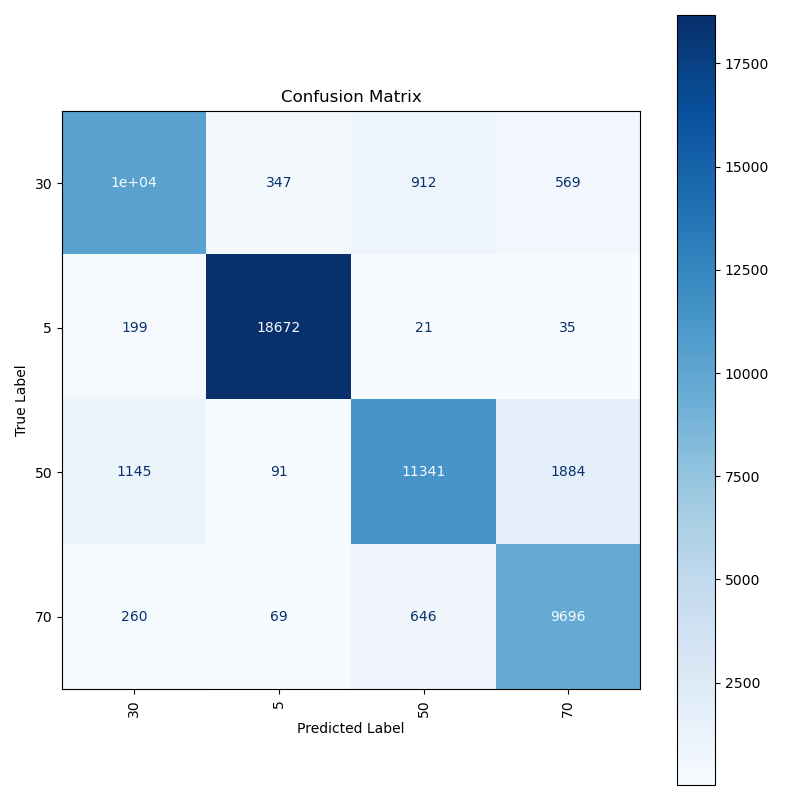 Confusion Matrix
30 1e+04 347 912 569
5 199 18672 21 35
50 1145 91 11341 1884
70 260 69 646 9696
True Label
30 5 50 70
Predicted Label
17500
15000
12500
10000
7500
5000
2500